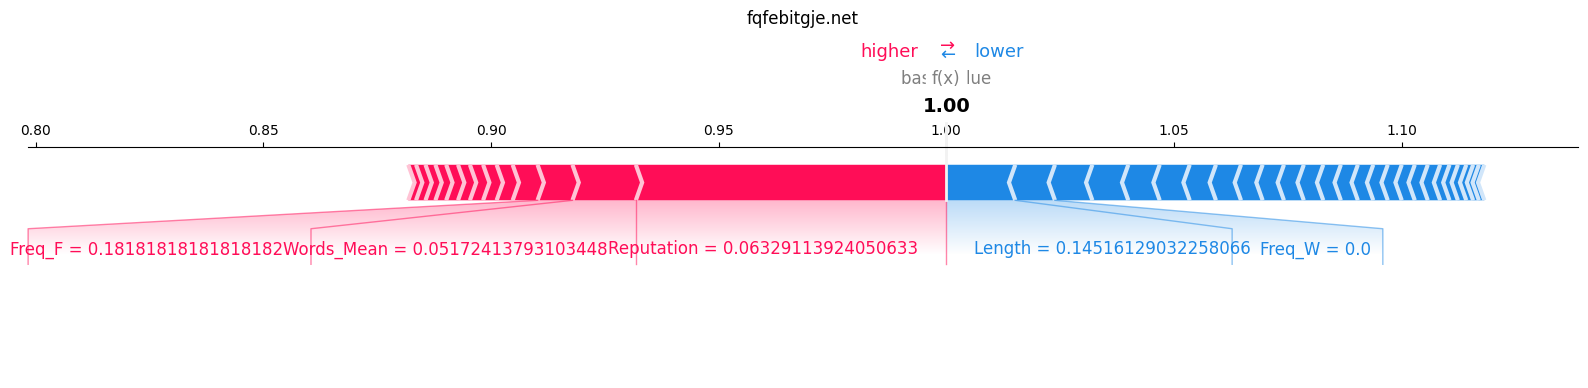 fqfebitgje.net
higher → ← lower
f(x)
1.00
0.80 0.85 0.90 0.95 1.00 1.05 1.10
Freq_F = 0.18181818181818182 Words_Mean = 0.05172413793103448 Reputation = 0.06329113924050633 Length = 0.14516129032258066 Freq_W = 0.0